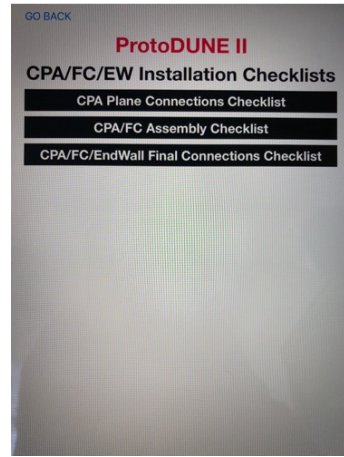 GO BACK
ProtoDUNE II
CPA/FC/EW Installation Checklists
CPA Plane Connections Checklist
CPA/FC Assembly Checklist
CPA/FC/EndWall Final Connections Checklist